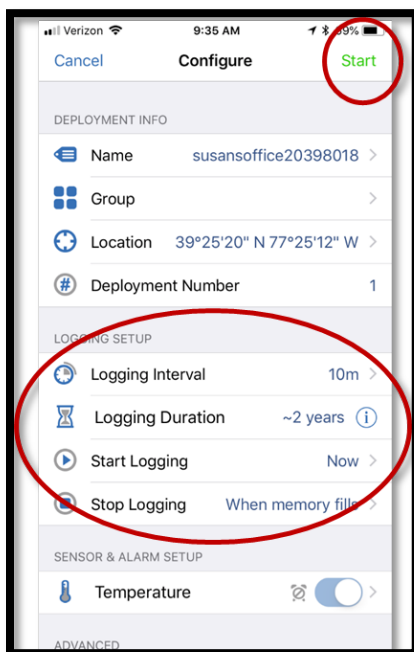 Verizon 9:35 AM 89%
Cancel Configure Start
DEPLOYMENT INFO
Name susansoffice20398018
Group
Location 39°25'20" N 77°25'12" W
# Deployment Number 1
LOGGING SETUP
Logging Interval 10m
Logging Duration ~2 years i
Start Logging Now
Stop Logging When memory fills
SENSOR & ALARM SETUP
Temperature
ADVANCED